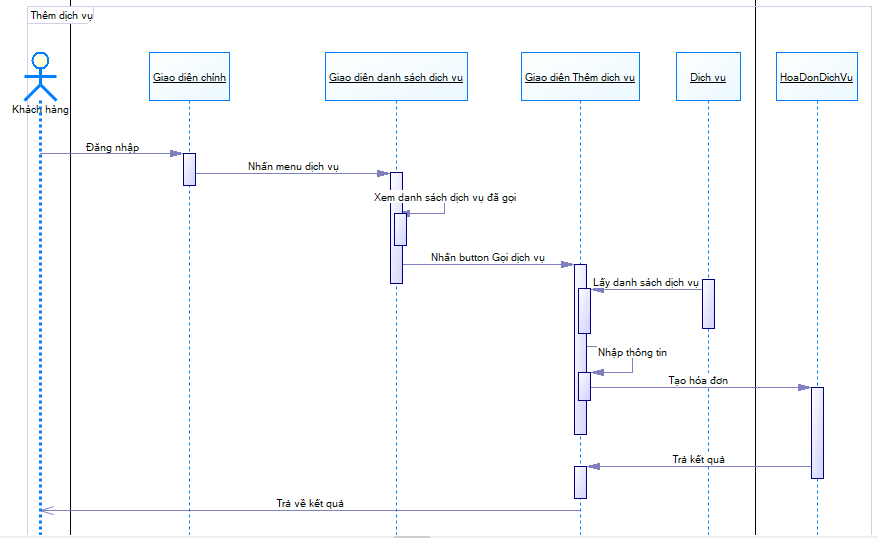 Thêm dịch vụ
Khách hàng
Giao diện chính
Giao diện danh sách dịch vụ
Giao diện Thêm dịch vụ
Dịch vụ
HoaDonDichVu
Đăng nhập
Nhấn menu dịch vụ
Xem danh sách dịch vụ đã gọi
Nhấn button Gọi dịch vụ
Lấy danh sách dịch vụ
Nhập thông tin
Tạo hóa đơn
Trả kết quả
Trả về kết quả